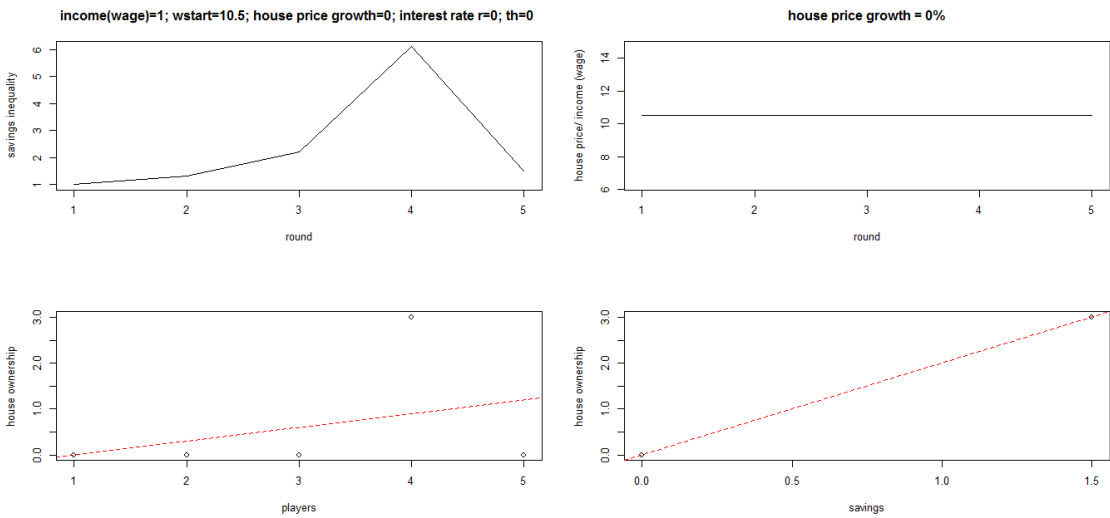 income(wage)=1; wstart=10.5; house price growth=0; interest rate r=0; th=0
savings inequality
6
5
4
3
2
1
1 2 3 4 5
round
house price growth = 0%
house price/ income (wage)
14
12
10
8
6
1 2 3 4 5
round
house ownership
3.0
2.0
1.0
0.0
1 2 3 4 5
players
house ownership
3.0
2.0
1.0
0.0
0.0 0.5 1.0 1.5
savings